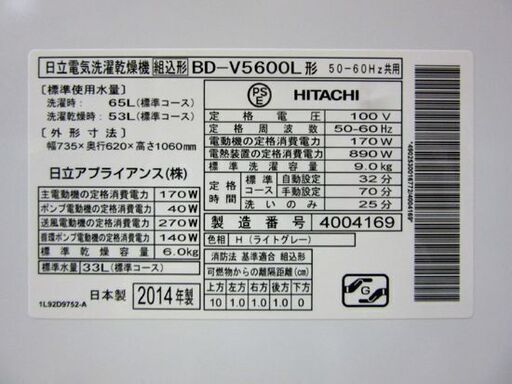 日立電気洗濯乾燥機 組込形 BD-V5600L形 50-60Hz共用
[標準使用水量]
洗濯時: 65L(標準コース)
洗濯乾燥時: 53L(標準コース)
[外形寸法]
幅735×奥行620×高さ1060mm
日立アプライアンス(株)
主電動機の定格消費電力 170W
ポンプ電動機の定格消費電力 40W
送風電動機の定格消費電力 270W
循環ポンプ電動機の定格消費電力 140W
標準乾燥容量 6.0kg
標準水量 33L(標準コース)
日本製 2014年製
1L92D9752-A
PS
E
HITACHI
定格電圧 100V
定格周波数 50-60Hz
電動機の定格消費電力 170W
電熱装置の定格消費電力 890W
標準洗濯容量 9.0kg
定格時間 標準コース 32分
手動設定 70分
洗いのみ 25分
製造番号 4004169
色相 H(ライトグレー)
消防法 基準適合 組込形
可燃物からの離隔距離(cm)
上方 左方 右方 前方 後方 下方
10 1.0 1.0 0 1.0 0
G